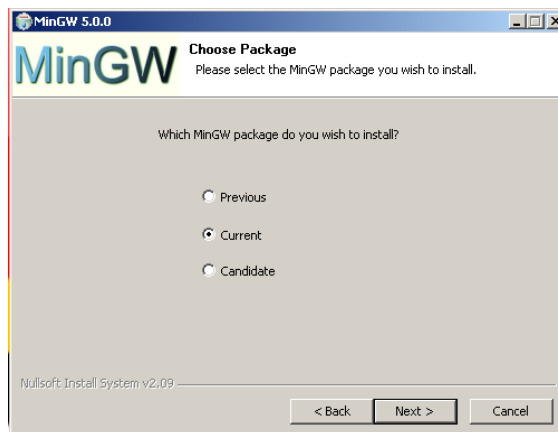 MinGW 5.0.0
MinGW
Choose Package
Please select the MinGW package you wish to install.
Which MinGW package do you wish to install?
Previous
Current
Candidate
Nullsoft Install System v2.09
< Back
Next >
Cancel